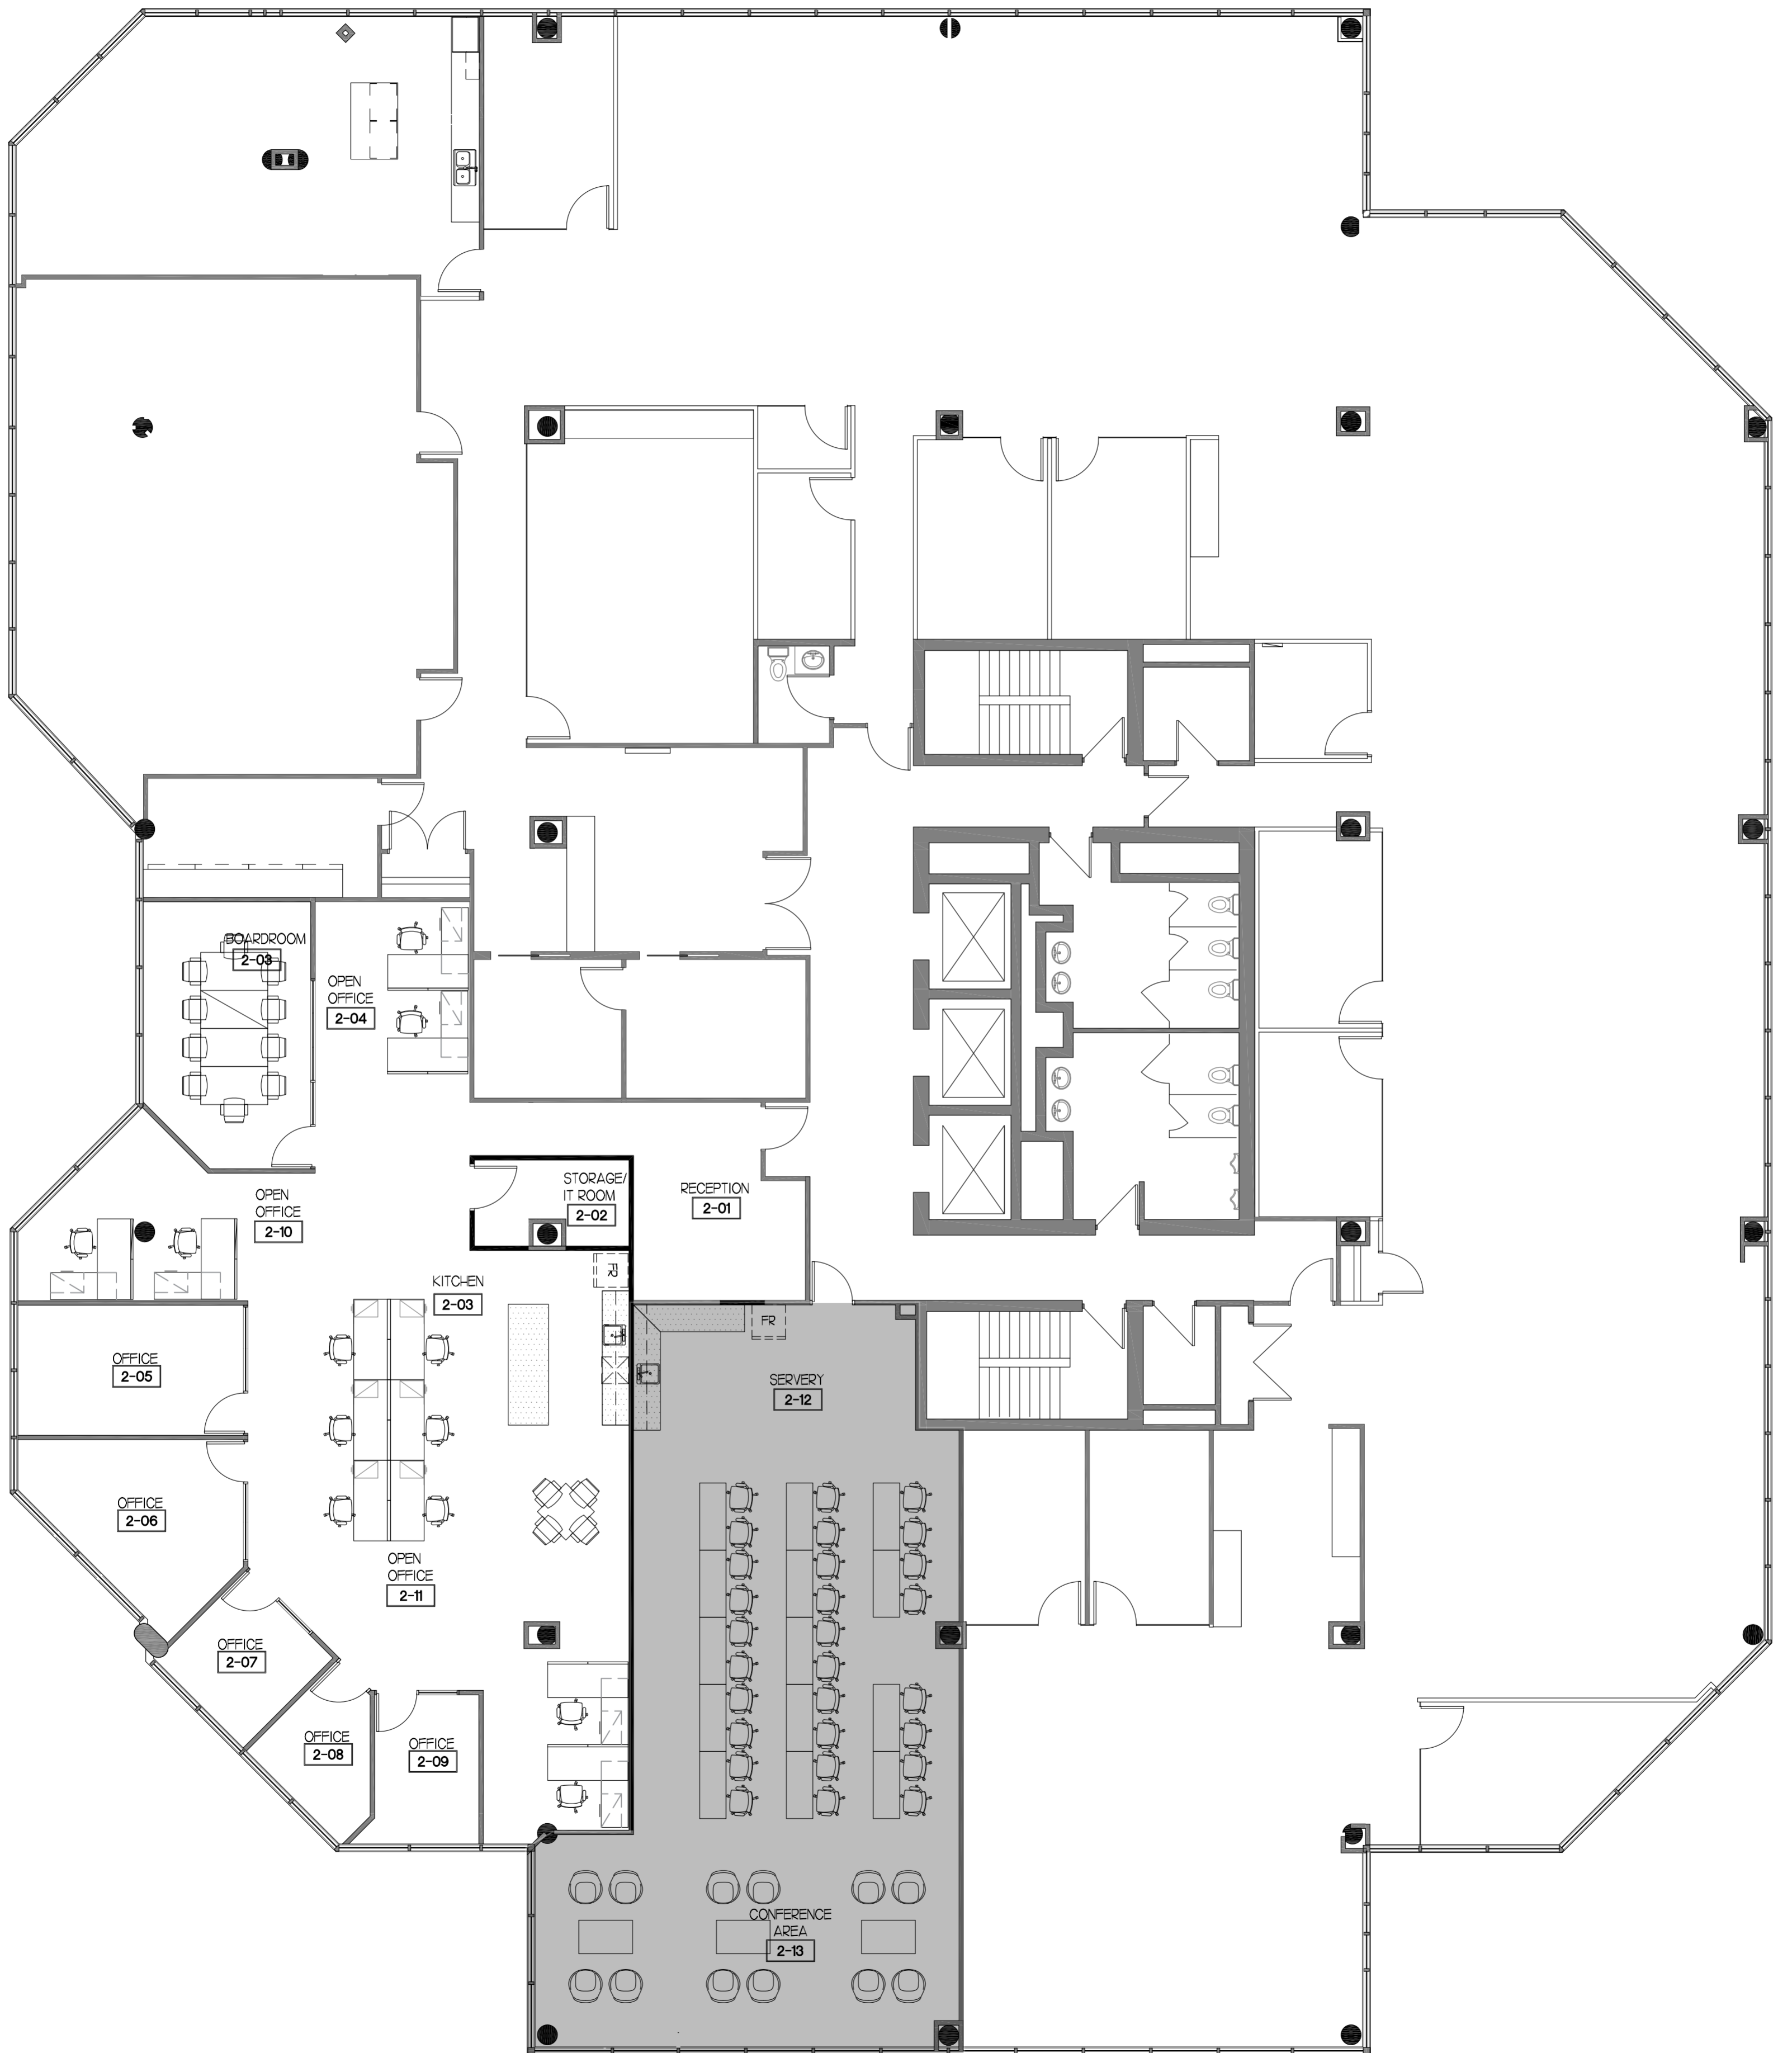 BOARDROOM
2-03
OPEN
OFFICE
2-04
STORAGE/
IT ROOM
2-02
RECEPTION
2-01
OPEN
OFFICE
2-10
FR
KITCHEN
2-03
FR
OFFICE
2-05
SERVERY
2-12
OFFICE
2-06
OPEN
OFFICE
2-11
OFFICE
2-07
OFFICE
2-08
OFFICE
2-09
CONFERENCE
AREA
2-13